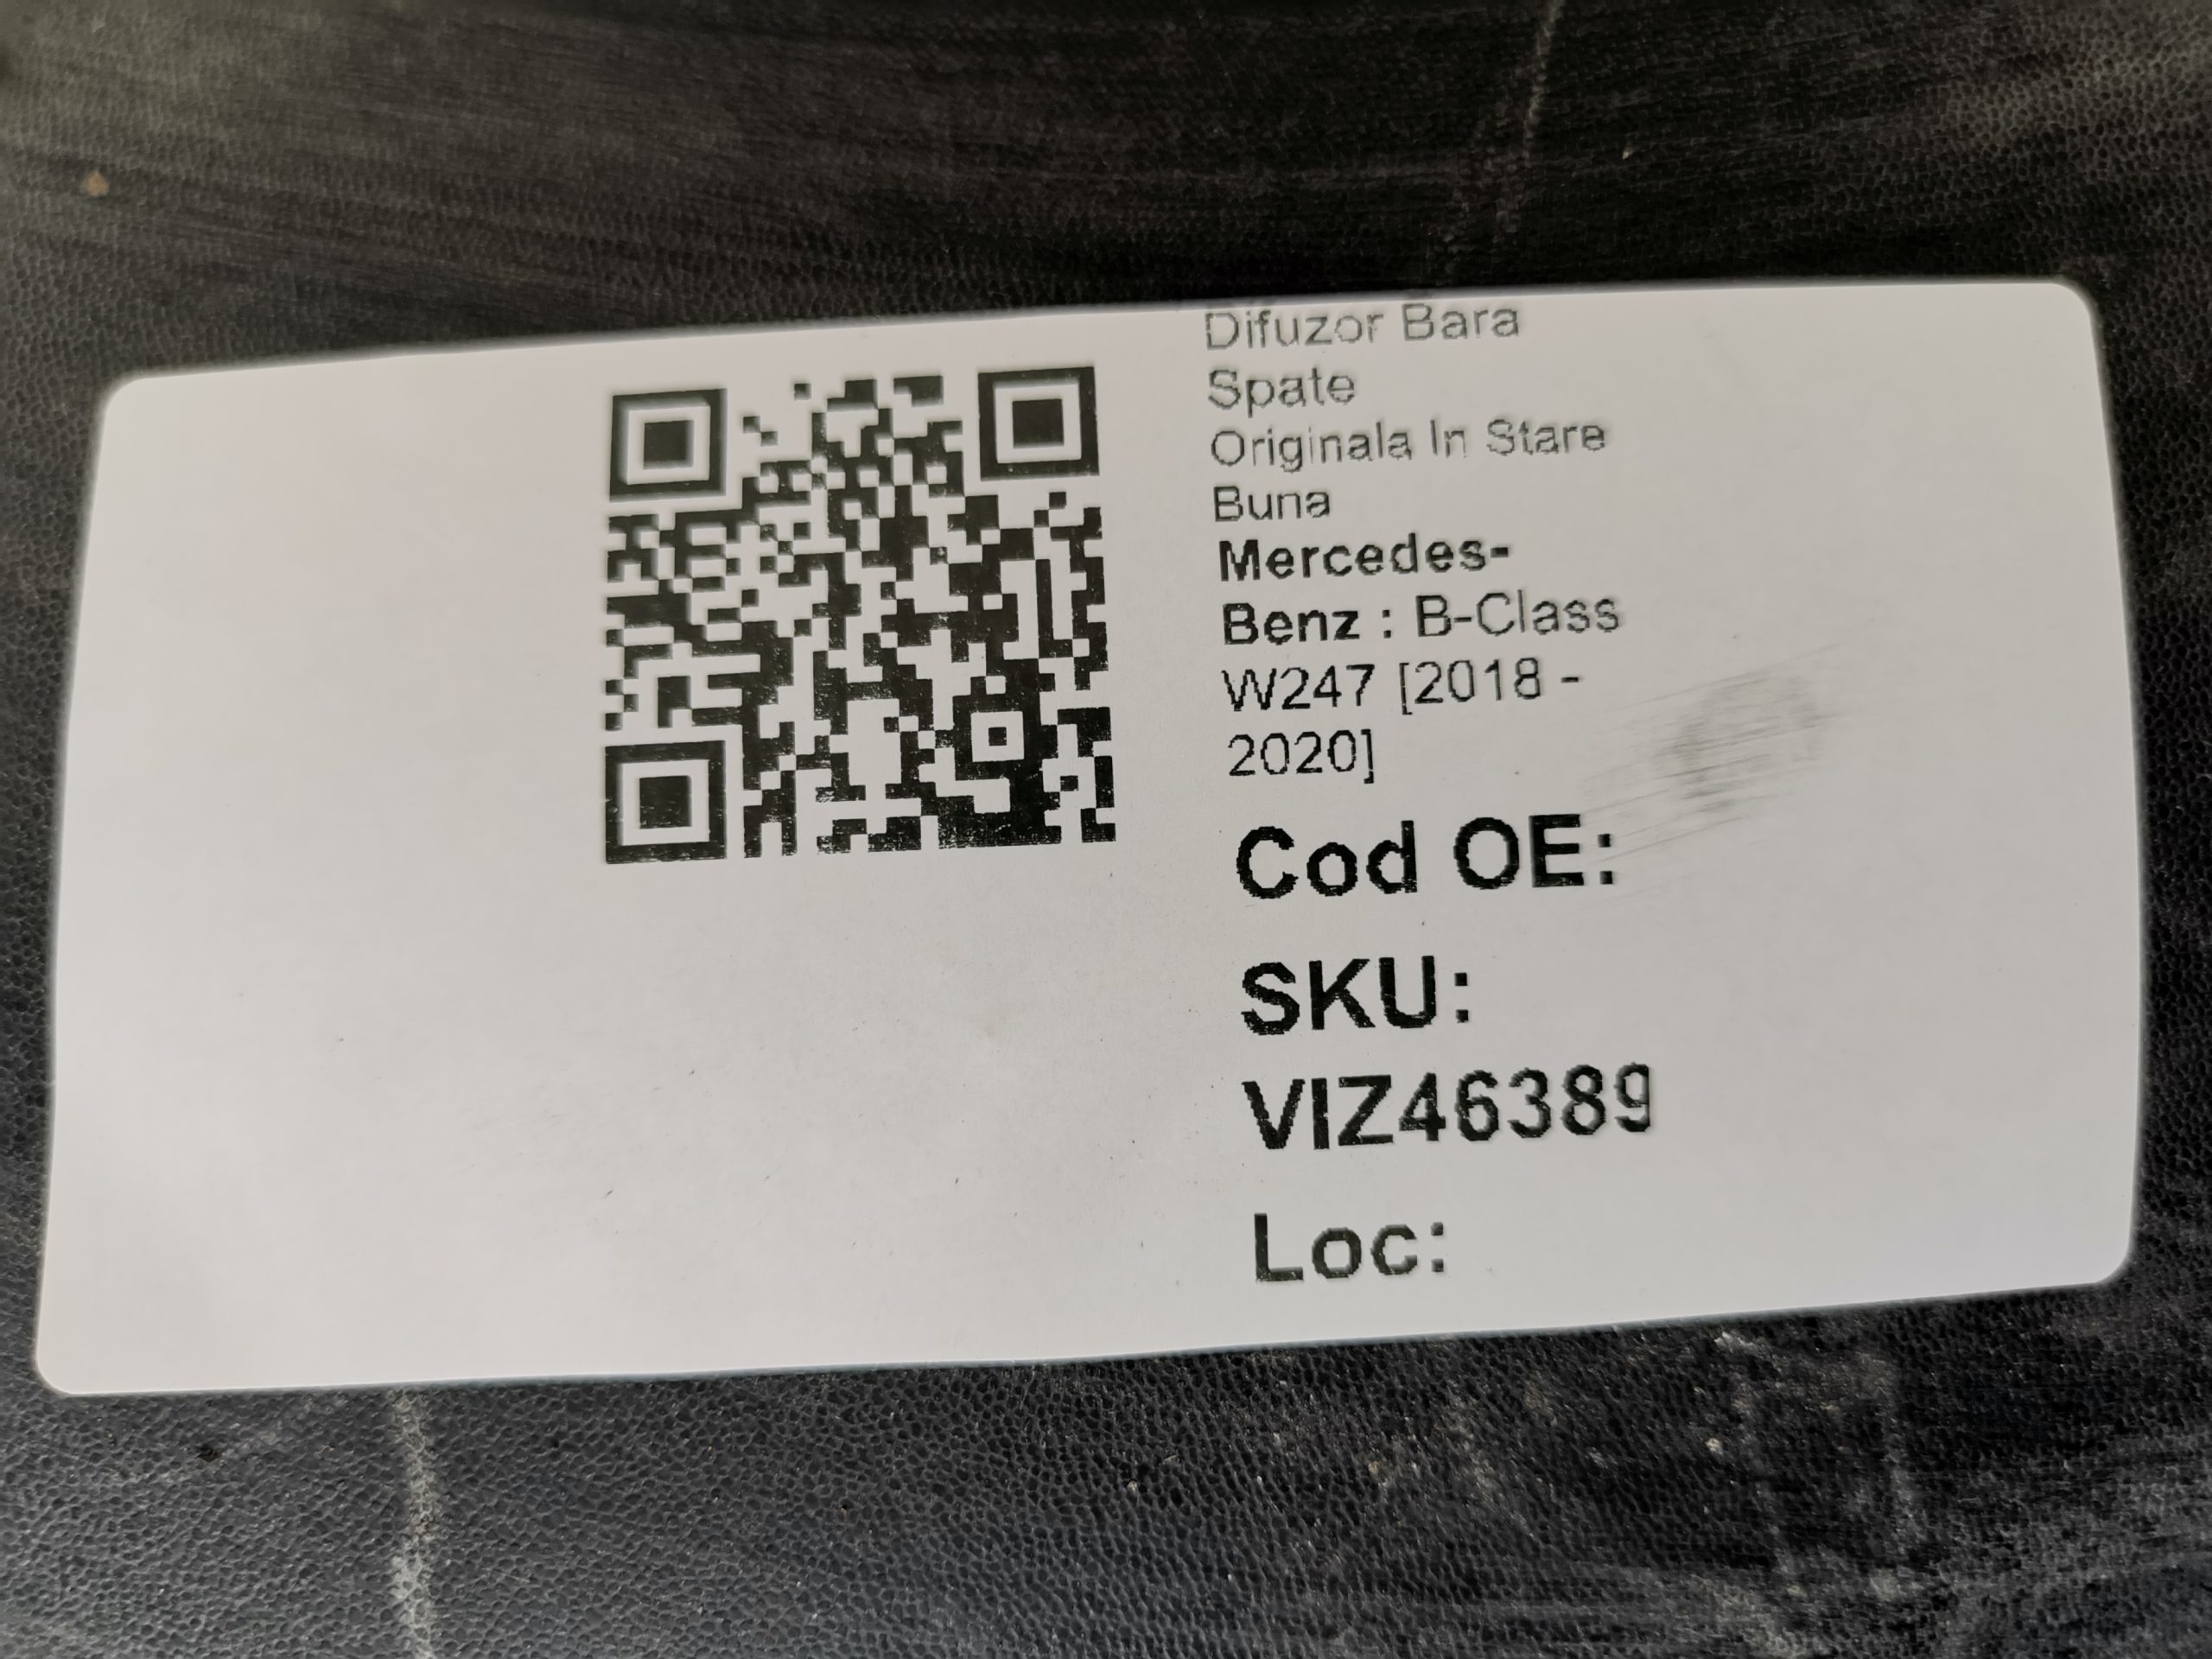 Difuzor Bara
Spate
Originala In Stare
Buna
Mercedes-
Benz : B-Class
W247 [2018 -
2020]
Cod OE:
SKU:
VIZ46389
Loc: